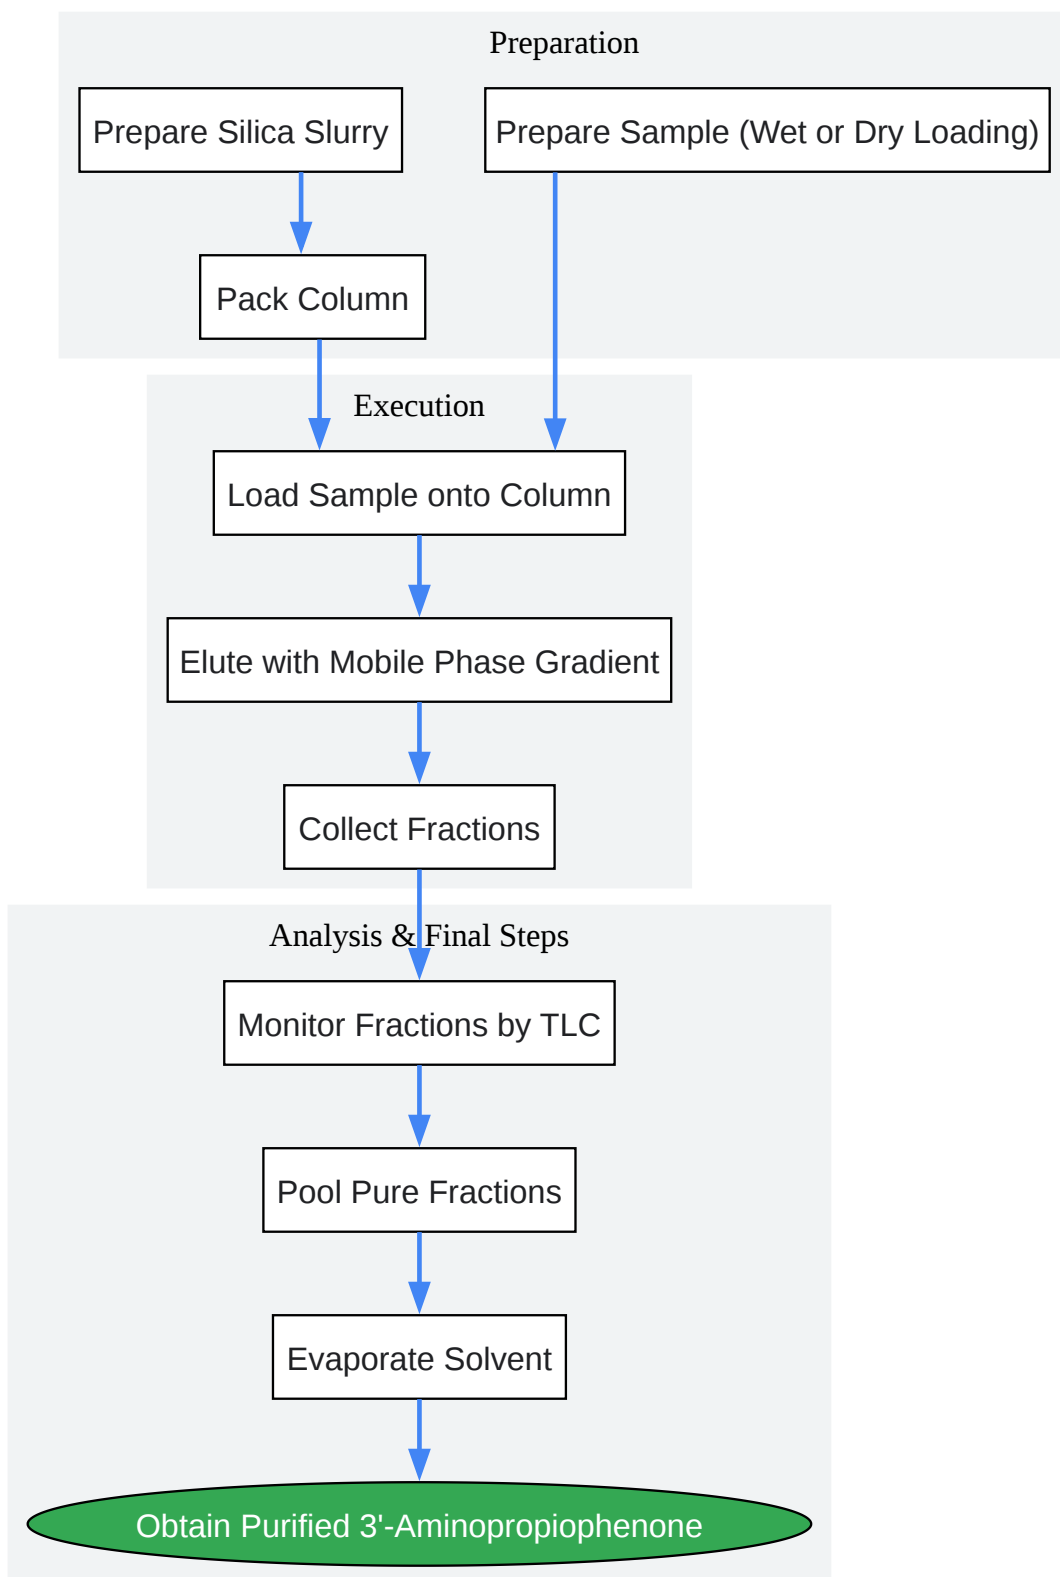 Preparation
Prepare Silica Slurry
Prepare Sample (Wet or Dry Loading)
Pack Column
Execution
Load Sample onto Column
Elute with Mobile Phase Gradient
Collect Fractions
Analysis & Final Steps
Monitor Fractions by TLC
Pool Pure Fractions
Evaporate Solvent
Obtain Purified 3'-Aminopropiophenone